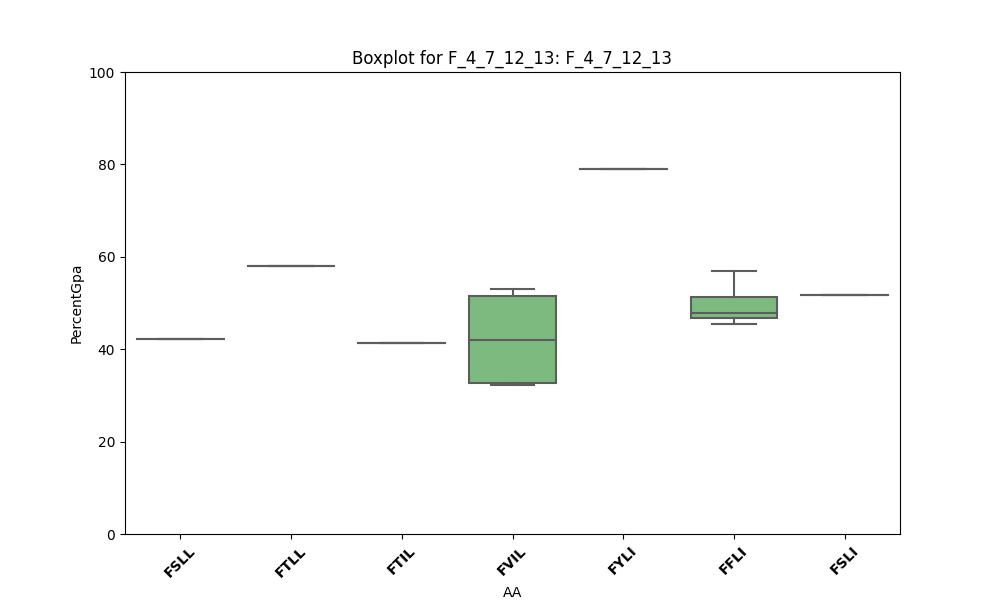 Boxplot for F_4_7_12_13: F_4_7_12_13
PercentGpa
100
80
60
40
20
0
FSLL
FTLL
FTIL
FVIL
FYLI
FFLI
FSLI
AA